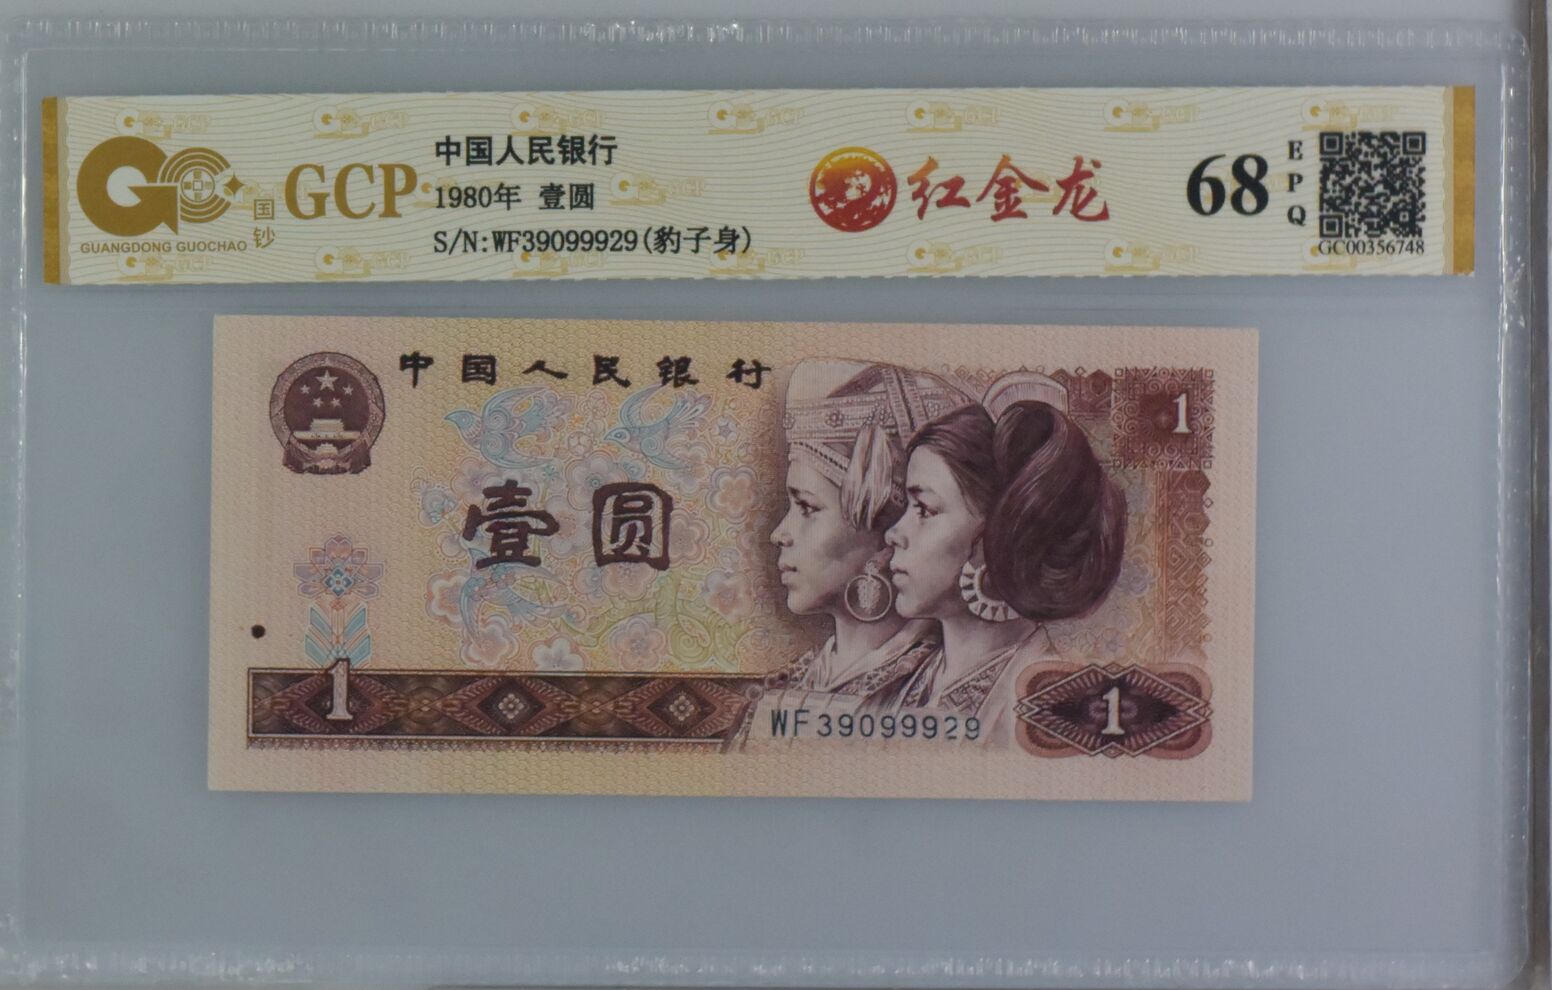 GUANGDONG GUOCHAO
国钞
GCP
中国人民银行
1980年 壹圆
S/N:WF39099929(豹子身)
红金龙
68
EPQ
GC00356748
中国人民银行
1
壹圆
1
WF39099929
1